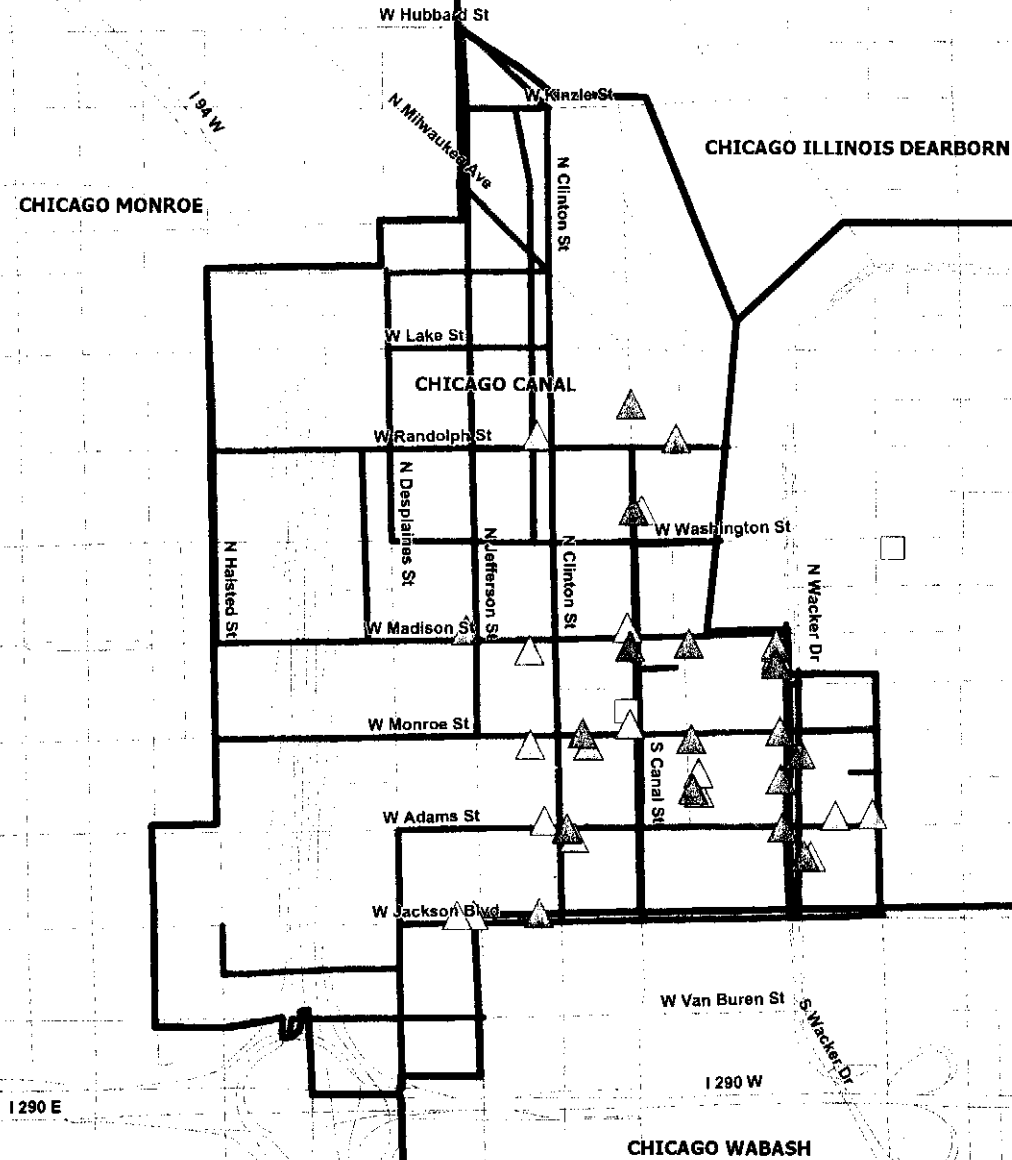 W Hubbard St
I 94 W
W Kinzie St
N Milwaukee Ave
CHICAGO ILLINOIS DEARBORN
N Clinton St
CHICAGO MONROE
W Lake St
CHICAGO CANAL
W Randolph St
N Desplaines St
W Washington St
N Halsted St
N Jefferson St
N Clinton St
N Wacker Dr
W Madison St
W Monroe St
S Canal St
W Adams St
W Jackson Blvd
W Van Buren St
S Wacker Dr
I 290 W
I 290 E
CHICAGO WABASH